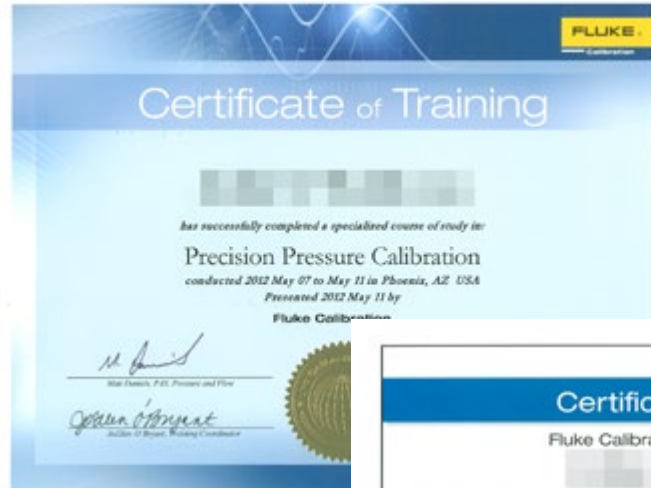 FLUKE
Calibration
Certificate of Training
has successfully completed a specialized course of study in:
Precision Pressure Calibration
conducted 2012 May 07 to May 11 in Phoenix, AZ USA
Presented 2012 May 11 by
Fluke Calibration
Matt Daniels, P.E., Pressure and Flow
JoEllen O'Bryant, Training Coordinator
Certific
Fluke Calibra